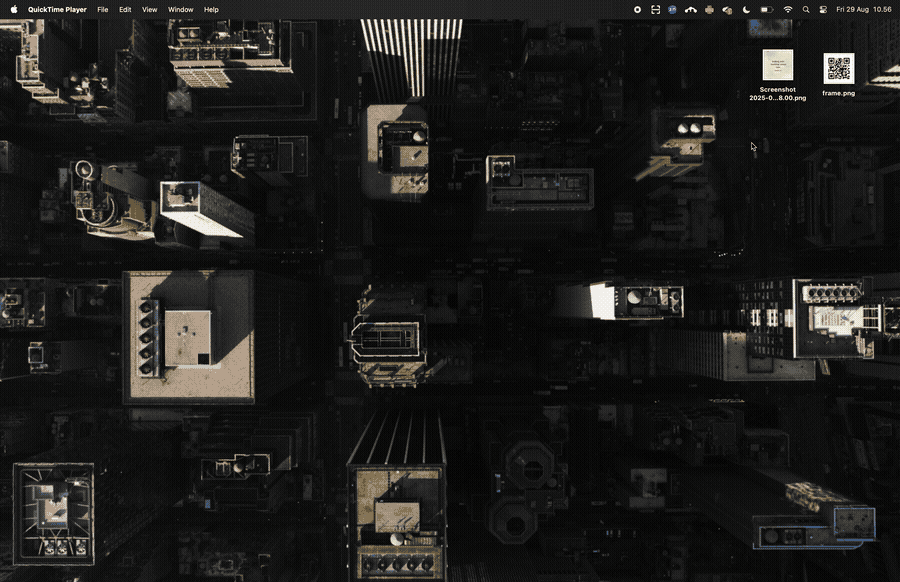 QuickTime Player File Edit View Window Help Fri 29 Aug 10.56
Screenshot
2025-0...8.00.png
frame.png